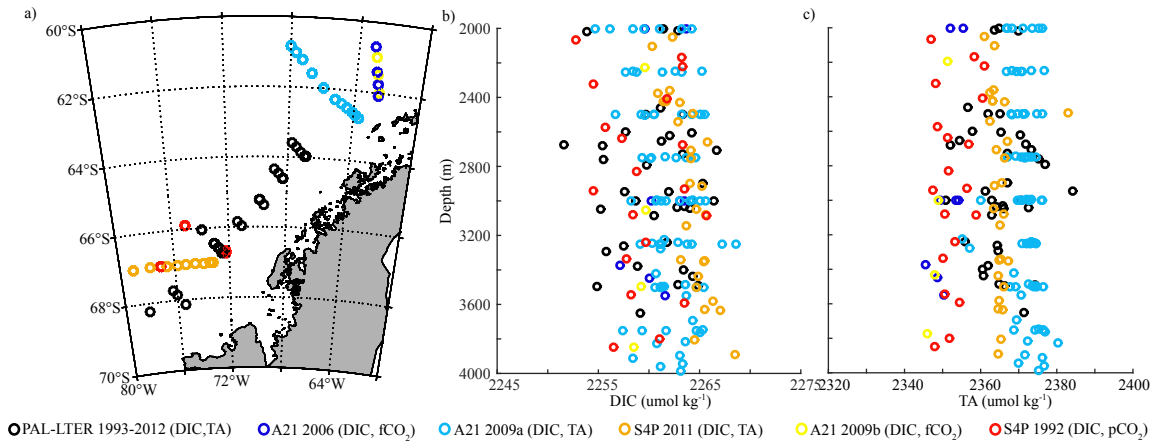 a)
b)
c)
60°S
62°S
64°S
66°S
68°S
70°S
80°W
72°W
64°W
Depth (m)
2000
2400
2800
3200
3600
4000
2245
2255
2265
2275
DIC (umol kg⁻¹)
2320
2340
2360
2380
2400
TA (umol kg⁻¹)
PAL-LTER 1993-2012 (DIC,TA)
A21 2006 (DIC, fCO₂)
A21 2009a (DIC, TA)
S4P 2011 (DIC, TA)
A21 2009b (DIC, fCO₂)
S4P 1992 (DIC, pCO₂)